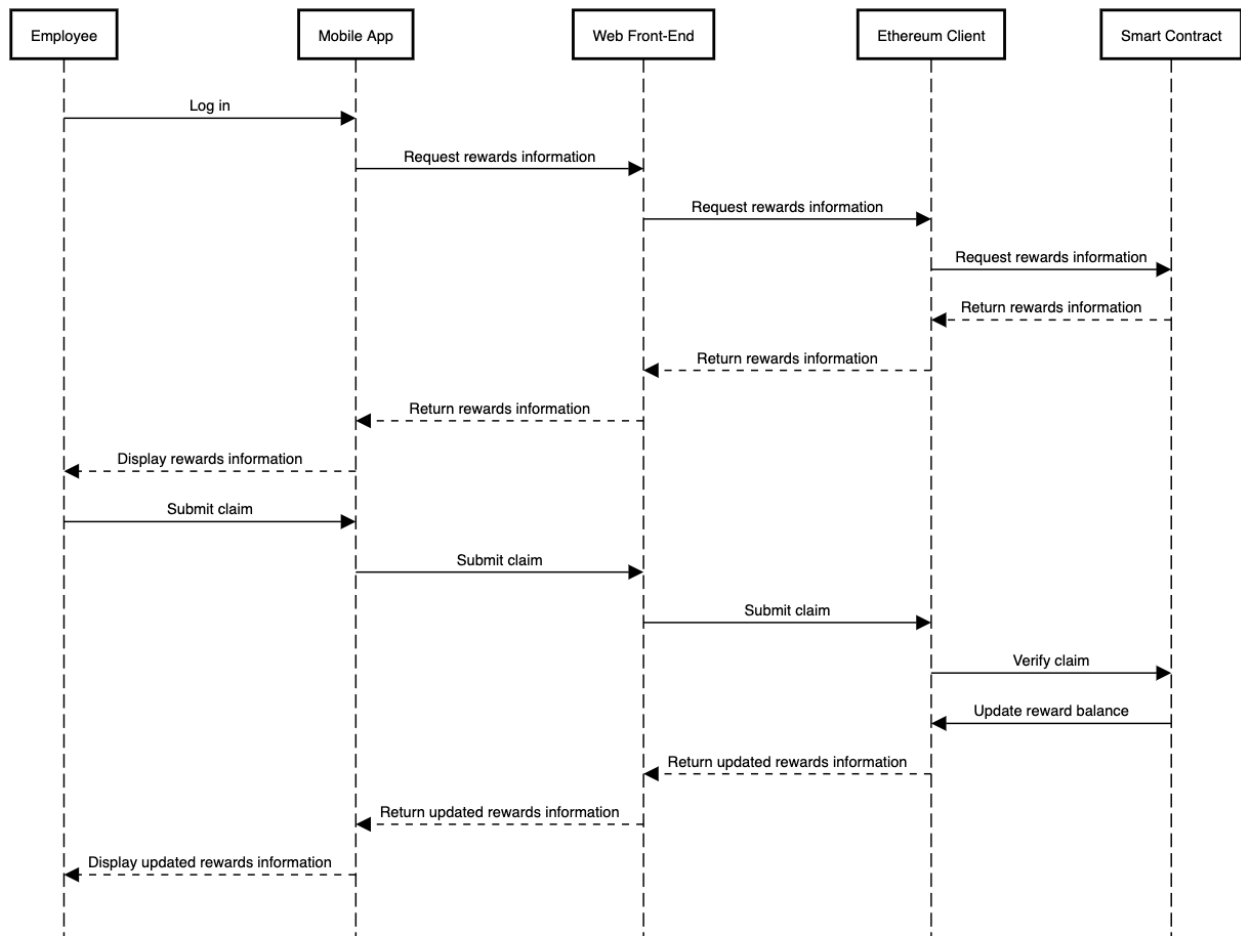 Employee
Mobile App
Web Front-End
Ethereum Client
Smart Contract
Log in
Request rewards information
Request rewards information
Request rewards information
Return rewards information
Return rewards information
Return rewards information
Display rewards information
Submit claim
Submit claim
Submit claim
Verify claim
Update reward balance
Return updated rewards information
Return updated rewards information
Display updated rewards information